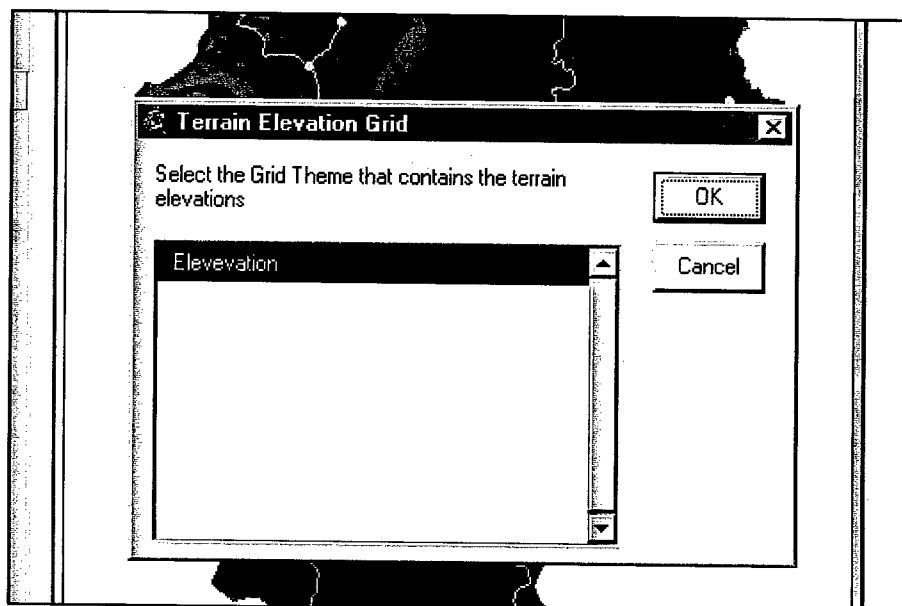 Terrain Elevation Grid
Select the Grid Theme that contains the terrain
elevations
OK
Elevevation
Cancel